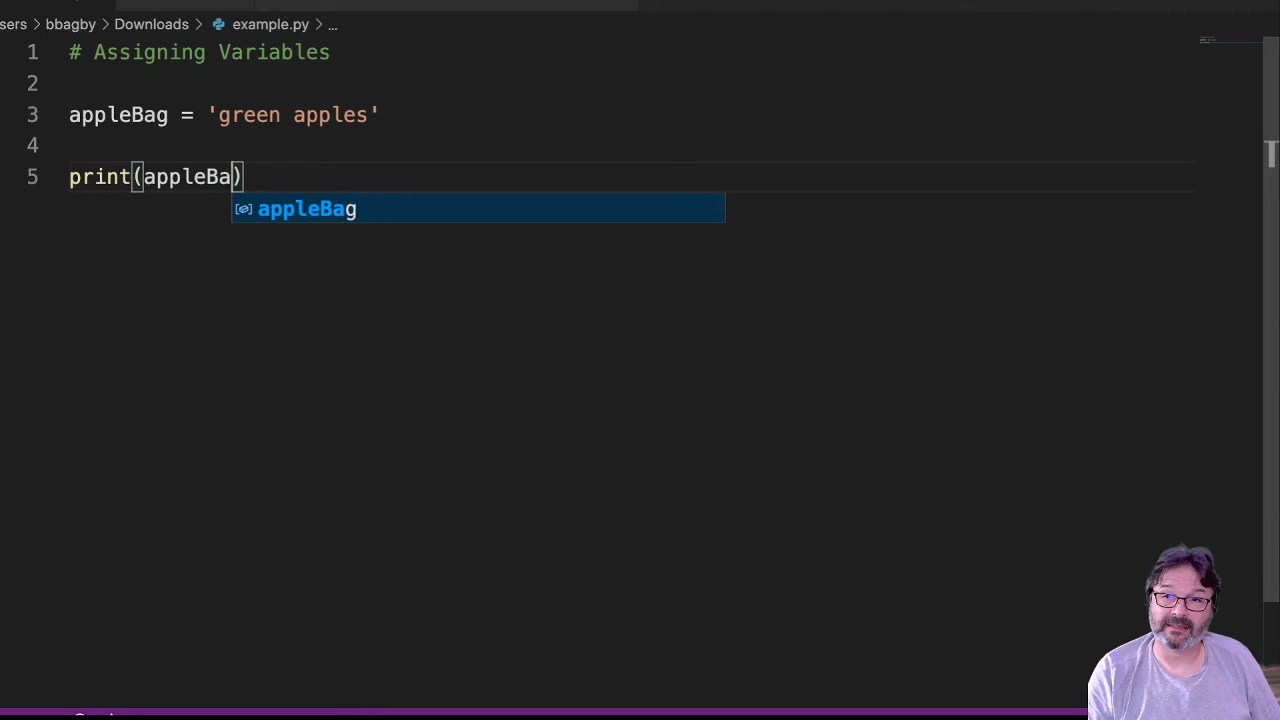 sers > bbagby > Downloads > example.py > ...
1 # Assigning Variables
2
3 appleBag = 'green apples'
4
5 print(appleBa)
appleBag